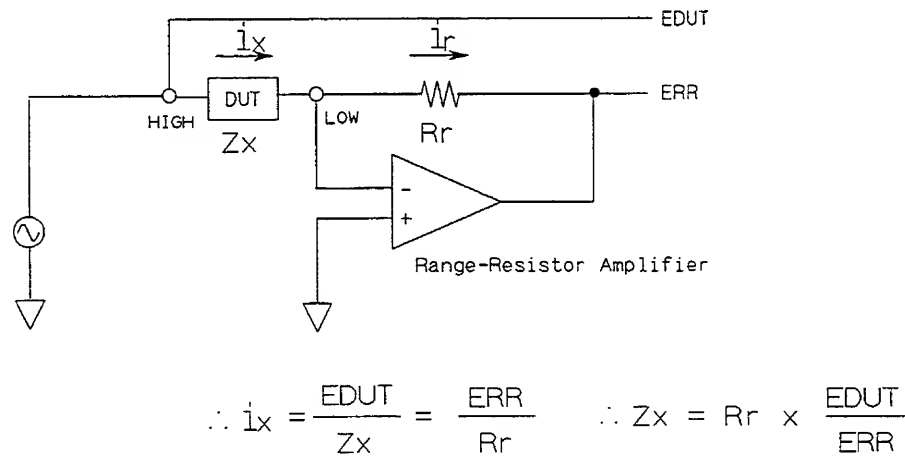 EDUT
ix
ir
DUT
ERR
HIGH
LOW
Zx
Rr
-
+
Range-Resistor Amplifier
∴ ix = EDUT/Zx = ERR/Rr ∴ Zx = Rr x EDUT/ERR